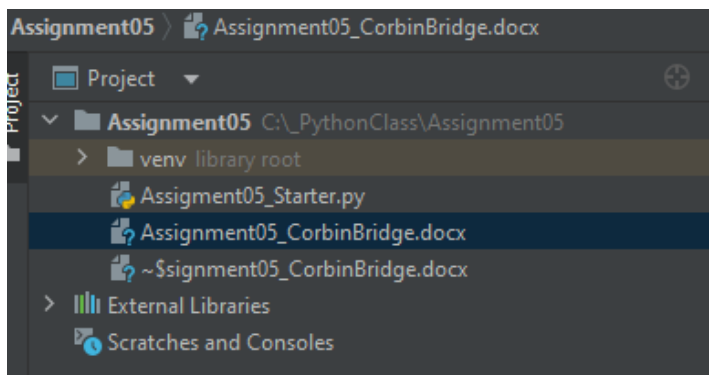 Assignment05 〉 Assignment05_CorbinBridge.docx
Project
Project
Assignment05 C:\_PythonClass\Assignment05
venv library root
Assigment05_Starter.py
Assignment05_CorbinBridge.docx
~$signment05_CorbinBridge.docx
External Libraries
Scratches and Consoles